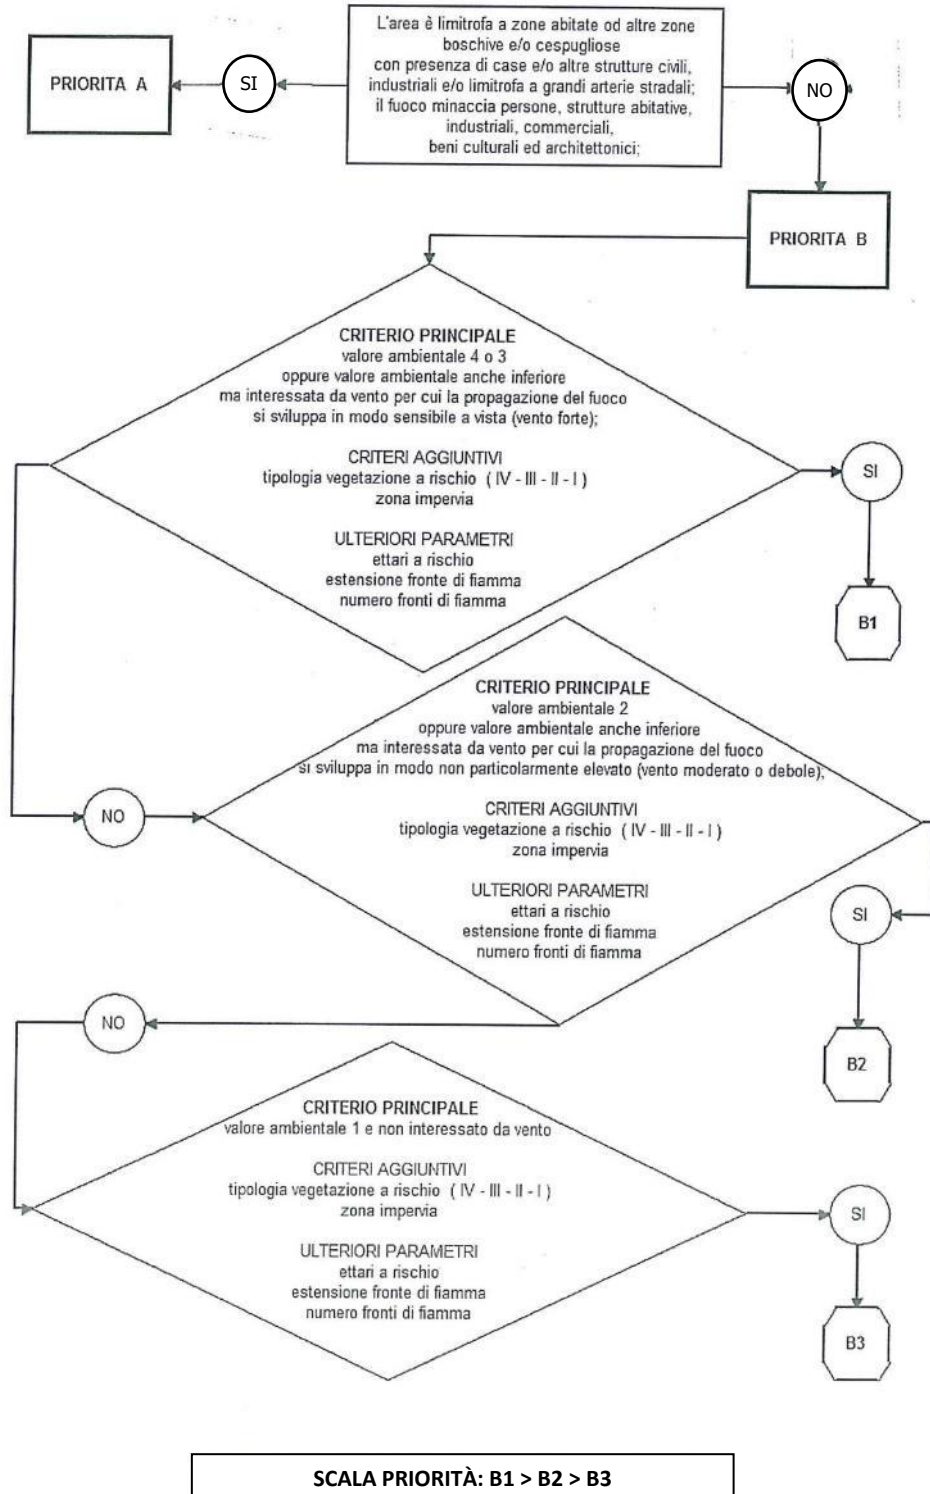 L'area è limitrofa a zone abitate od altre zone
boschive e/o cespugliose
con presenza di case e/o altre strutture civili,
industriali e/o limitrofa a grandi arterie stradali;
il fuoco minaccia persone, strutture abitative,
industriali, commerciali,
beni culturali ed architettonici;
SI
PRIORITA A
NO
PRIORITA B
CRITERIO PRINCIPALE
valore ambientale 4 o 3
oppure valore ambientale anche inferiore
ma interessata da vento per cui la propagazione del fuoco
si sviluppa in modo sensibile a vista (vento forte);
CRITERI AGGIUNTIVI
tipologia vegetazione a rischio ( IV - III - II - I )
zona impervia
ULTERIORI PARAMETRI
ettari a rischio
estensione fronte di fiamma
numero fronti di fiamma
SI
B1
NO
CRITERIO PRINCIPALE
valore ambientale 2
oppure valore ambientale anche inferiore
ma interessata da vento per cui la propagazione del fuoco
si sviluppa in modo non particolarmente elevato (vento moderato o debole);
CRITERI AGGIUNTIVI
tipologia vegetazione a rischio ( IV - III - II - I )
zona impervia
ULTERIORI PARAMETRI
ettari a rischio
estensione fronte di fiamma
numero fronti di fiamma
SI
B2
NO
CRITERIO PRINCIPALE
valore ambientale 1 e non interessato da vento
CRITERI AGGIUNTIVI
tipologia vegetazione a rischio ( IV - III - II - I )
zona impervia
ULTERIORI PARAMETRI
ettari a rischio
estensione fronte di fiamma
numero fronti di fiamma
SI
B3
SCALA PRIORITÀ: B1 > B2 > B3